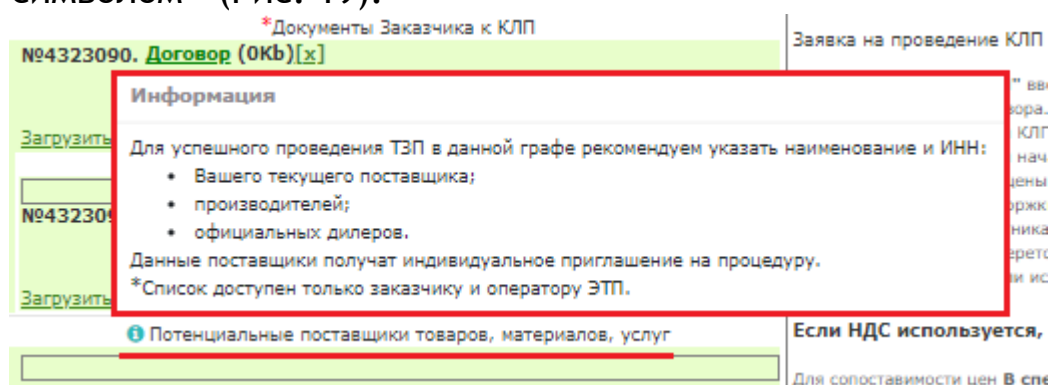 (Рис. 19).
*Документы Заказчика к КЛП
№4323090. Договор (0Kb)[x]
Заявка на проведение КЛП
Информация
Загрузить
Для успешного проведения ТЗП в данной графе рекомендуем указать наименование и ИНН:
• Вашего текущего поставщика;
• производителей;
• официальных дилеров.
Данные поставщики получат индивидуальное приглашение на процедуру.
*Список доступен только заказчику и оператору ЭТП.
КЛП
Загрузить
Потенциальные поставщики товаров, материалов, услуг
Если НДС используется,
Для сопоставимости цен В